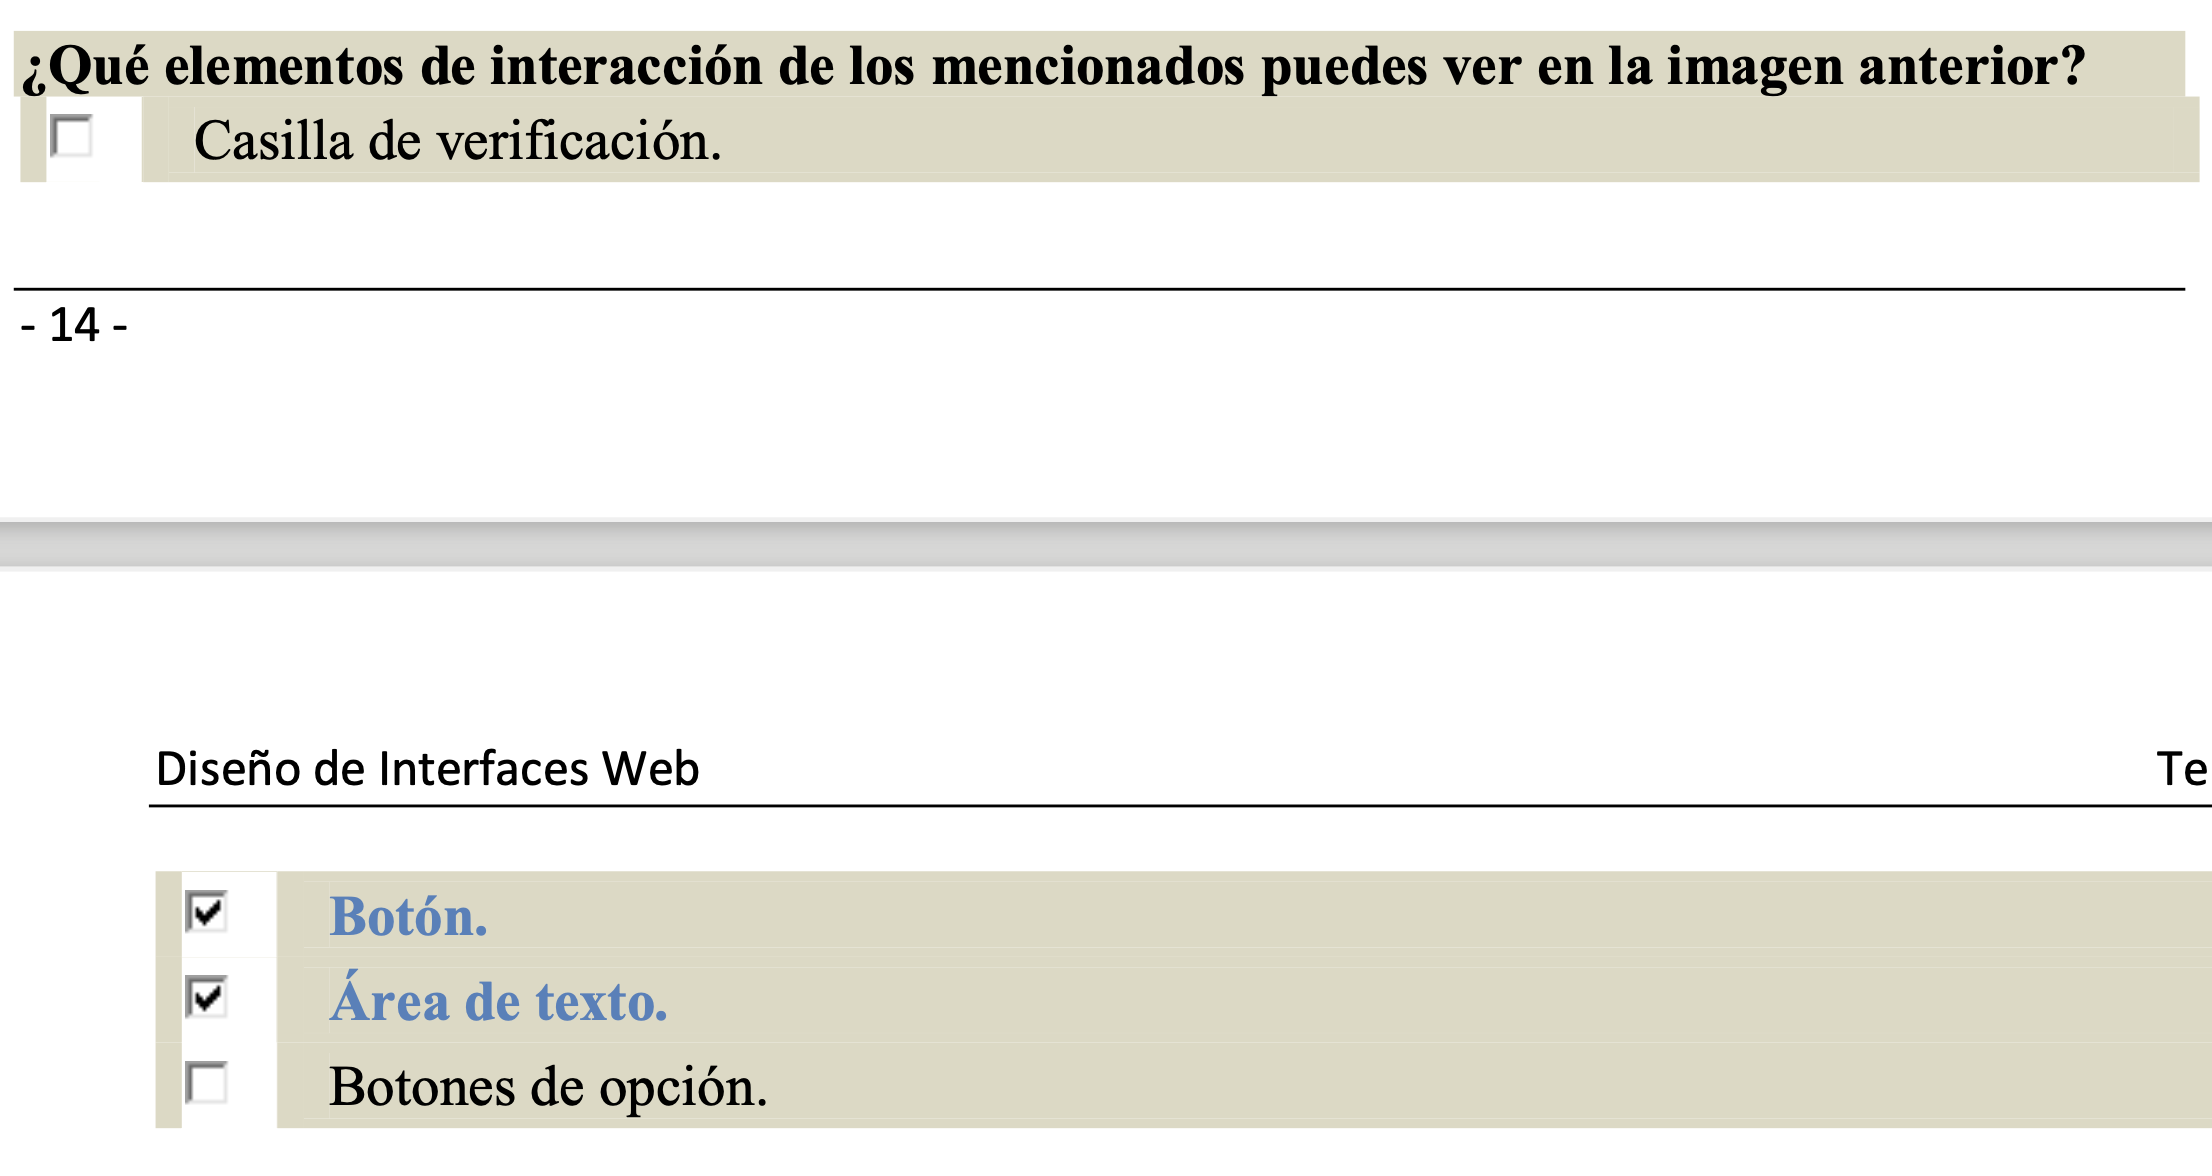 ¿Qué elementos de interacción de los mencionados puedes ver en la imagen anterior?
Casilla de verificación.
- 14 -
Diseño de Interfaces Web Te
Botón.
Área de texto.
Botones de opción.